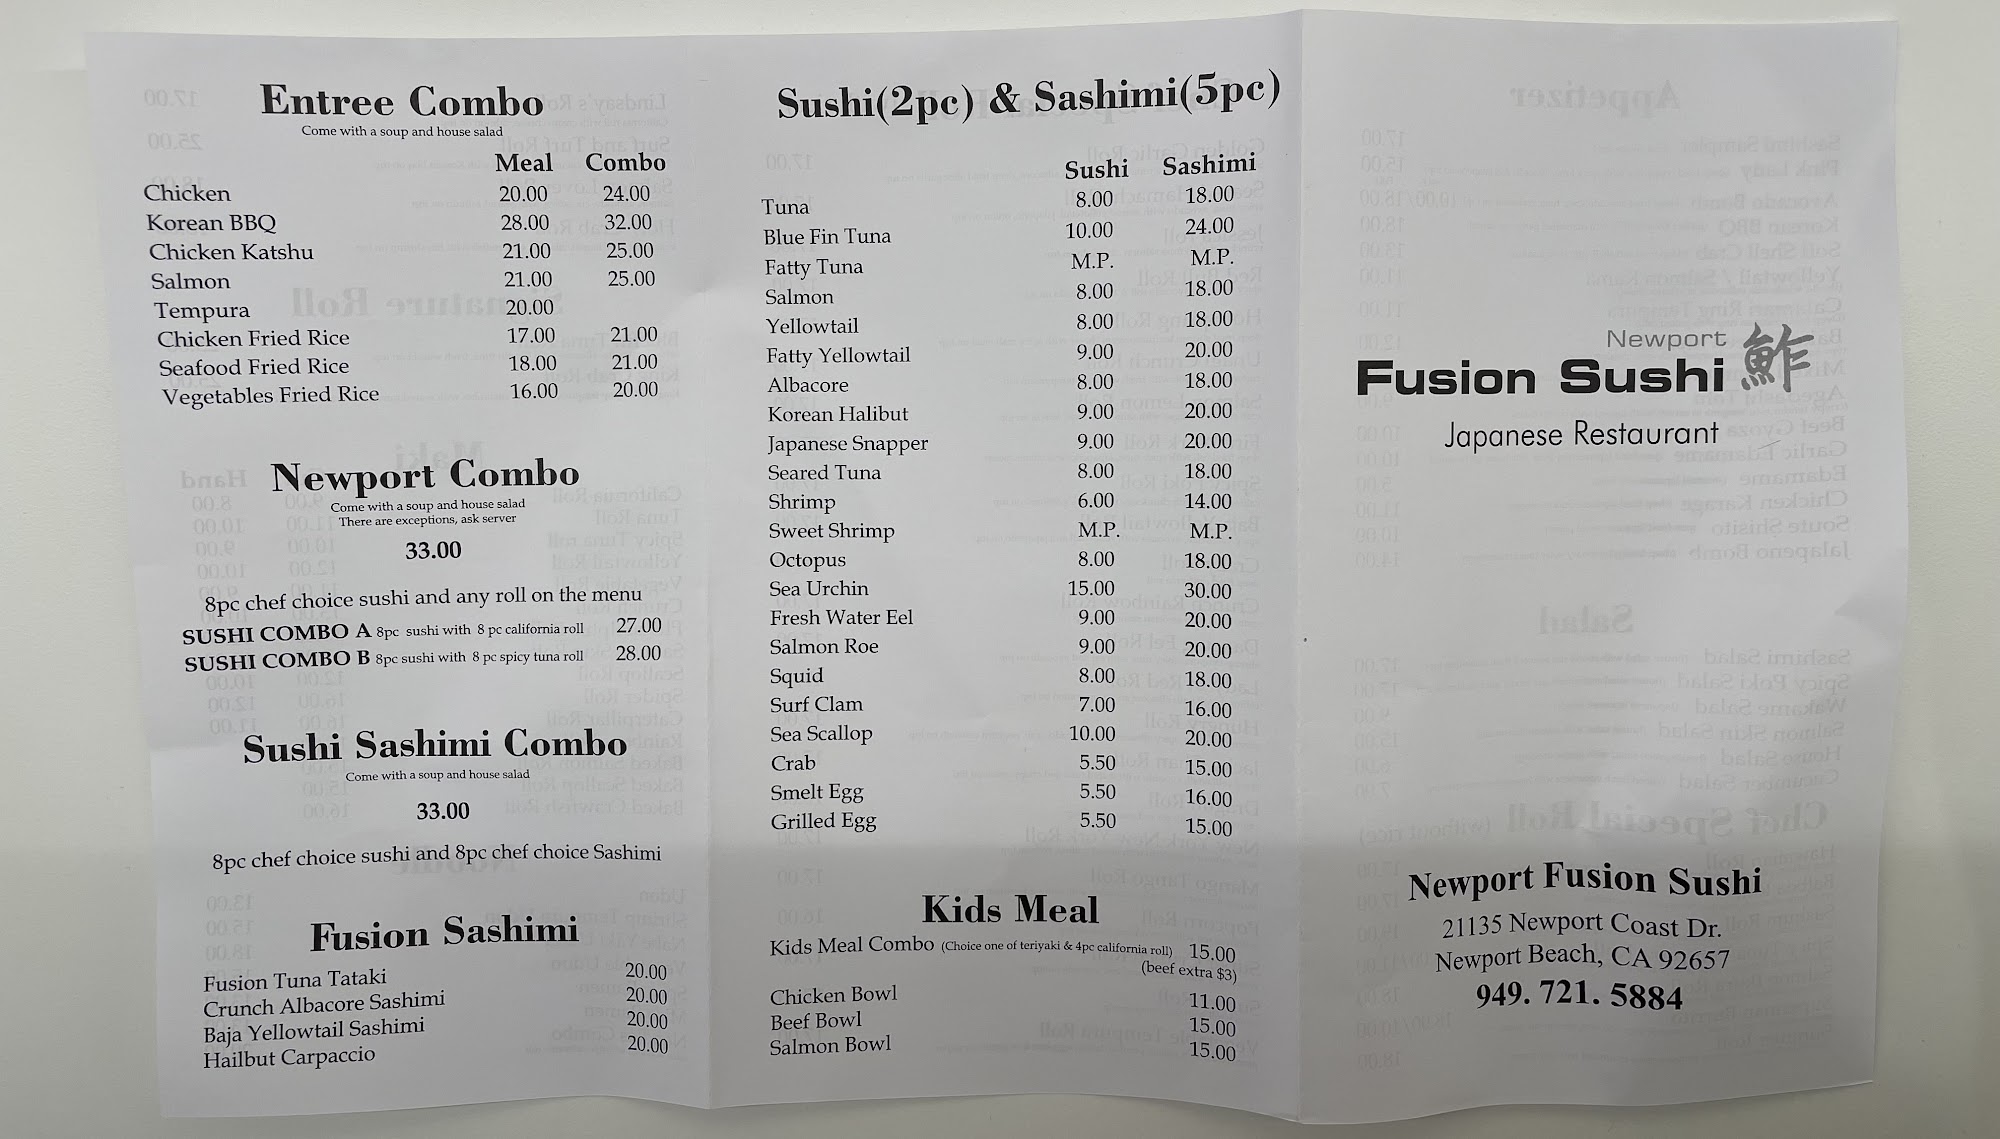 Entree Combo
Come with a soup and house salad
Meal Combo
Chicken 20.00 24.00
Korean BBQ 28.00 32.00
Chicken Katshu 21.00 25.00
Salmon 21.00 25.00
Tempura 20.00
Chicken Fried Rice 17.00 21.00
Seafood Fried Rice 18.00 21.00
Vegetables Fried Rice 16.00 20.00
Newport Combo
Come with a soup and house salad
There are exceptions, ask server
33.00
8pc chef choice sushi and any roll on the menu
SUSHI COMBO A 8pc sushi with 8 pc california roll 27.00
SUSHI COMBO B 8pc sushi with 8 pc spicy tuna roll 28.00
Sushi Sashimi Combo
Come with a soup and house salad
33.00
8pc chef choice sushi and 8pc chef choice Sashimi
Fusion Sashimi
Fusion Tuna Tataki 20.00
Crunch Albacore Sashimi 20.00
Baja Yellowtail Sashimi 20.00
Hailbut Carpaccio 20.00
Sushi(2pc) & Sashimi(5pc)
Sushi Sashimi
Tuna 8.00 18.00
Blue Fin Tuna 10.00 24.00
Fatty Tuna M.P. M.P.
Salmon 8.00 18.00
Yellowtail 8.00 18.00
Fatty Yellowtail 9.00 20.00
Albacore 8.00 18.00
Korean Halibut 9.00 20.00
Japanese Snapper 9.00 20.00
Seared Tuna 8.00 18.00
Shrimp 6.00 14.00
Sweet Shrimp M.P. M.P.
Octopus 8.00 18.00
Sea Urchin 15.00 30.00
Fresh Water Eel 9.00 20.00
Salmon Roe 9.00 20.00
Squid 8.00 18.00
Surf Clam 7.00 16.00
Sea Scallop 10.00 20.00
Crab 5.50 15.00
Smelt Egg 5.50 16.00
Grilled Egg 5.50 15.00
Kids Meal
Kids Meal Combo (Choice one of teriyaki & 4pc california roll) 15.00
(beef extra $3)
Chicken Bowl 11.00
Beef Bowl 15.00
Salmon Bowl 15.00
Newport
Fusion Sushi 鮓
Japanese Restaurant
Newport Fusion Sushi
21135 Newport Coast Dr.
Newport Beach, CA 92657
949. 721. 5884